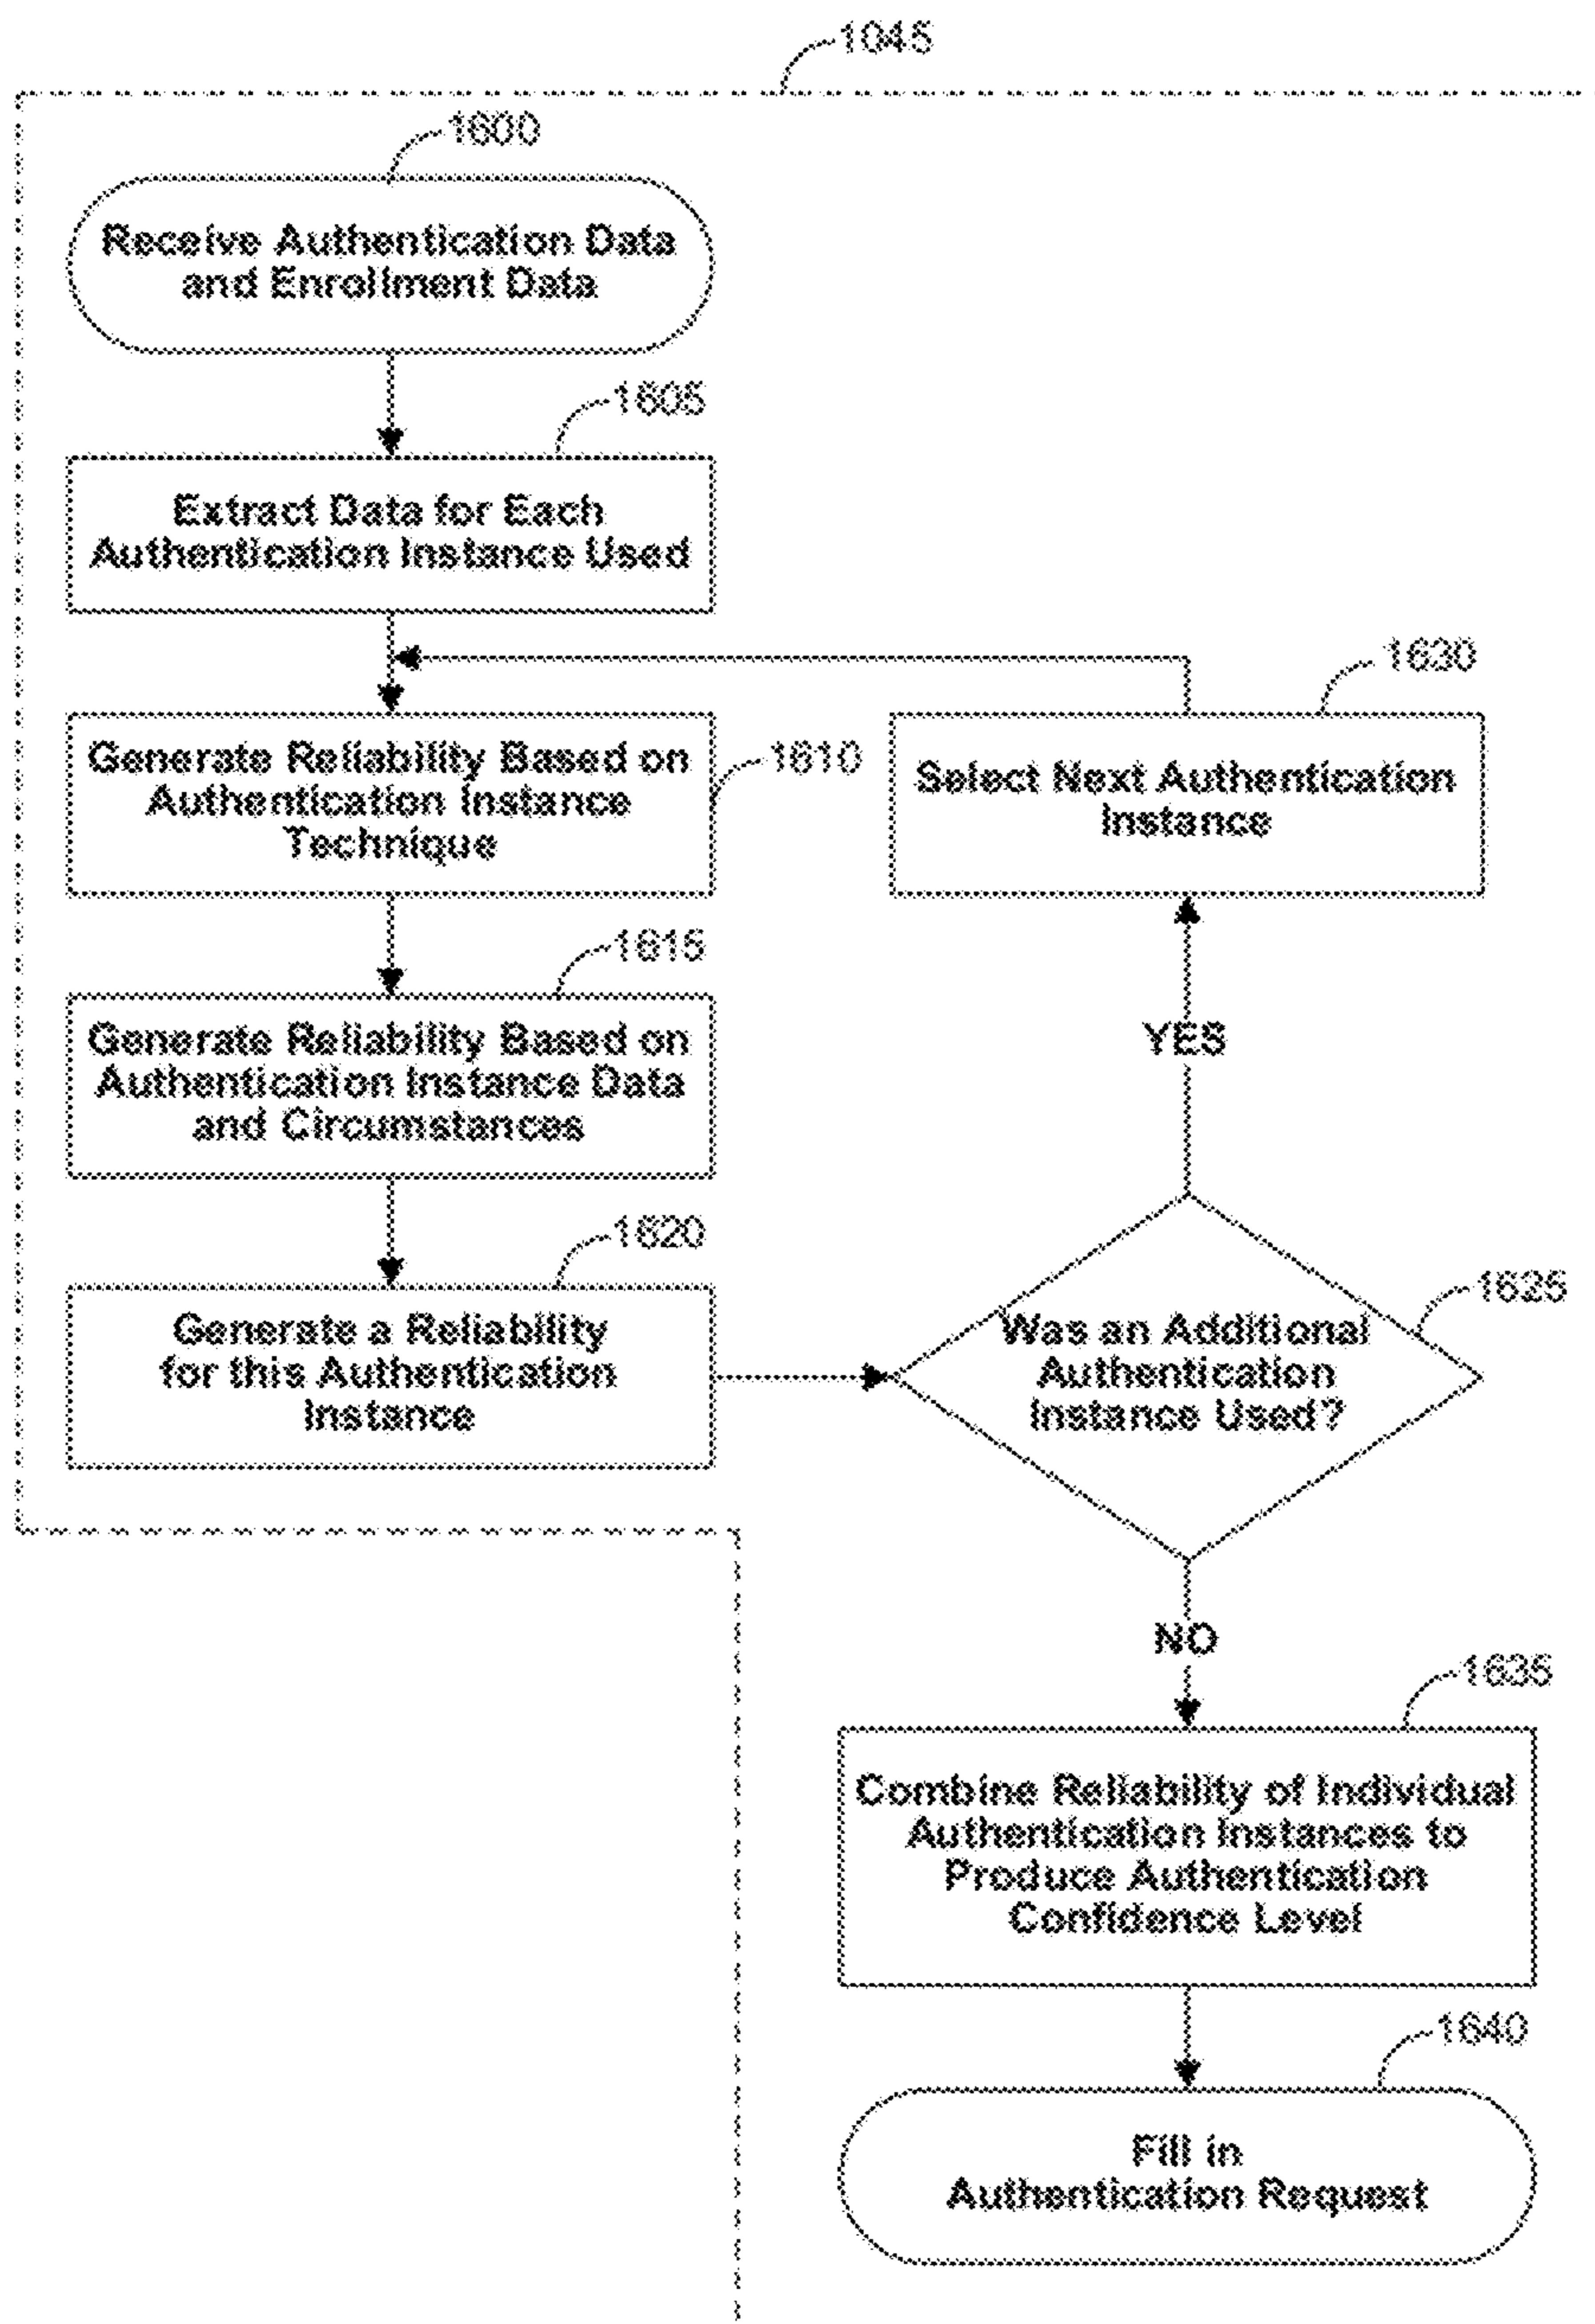 1045
1600
Receive Authentication Data
and Enrollment Data
1605
Extract Data for Each
Authentication Instance Used
1630
Generate Reliability Based on
Authentication Instance
Technique
1610
Select Next Authentication
Instance
1615
Generate Reliability Based on
Authentication Instance Data
and Circumstances
YES
1620
Generate a Reliability
for this Authentication
Instance
1625
Was an Additional
Authentication
Instance Used?
NO
1635
Combine Reliability of Individual
Authentication Instances to
Produce Authentication
Confidence Level
1640
Fill in
Authentication Request